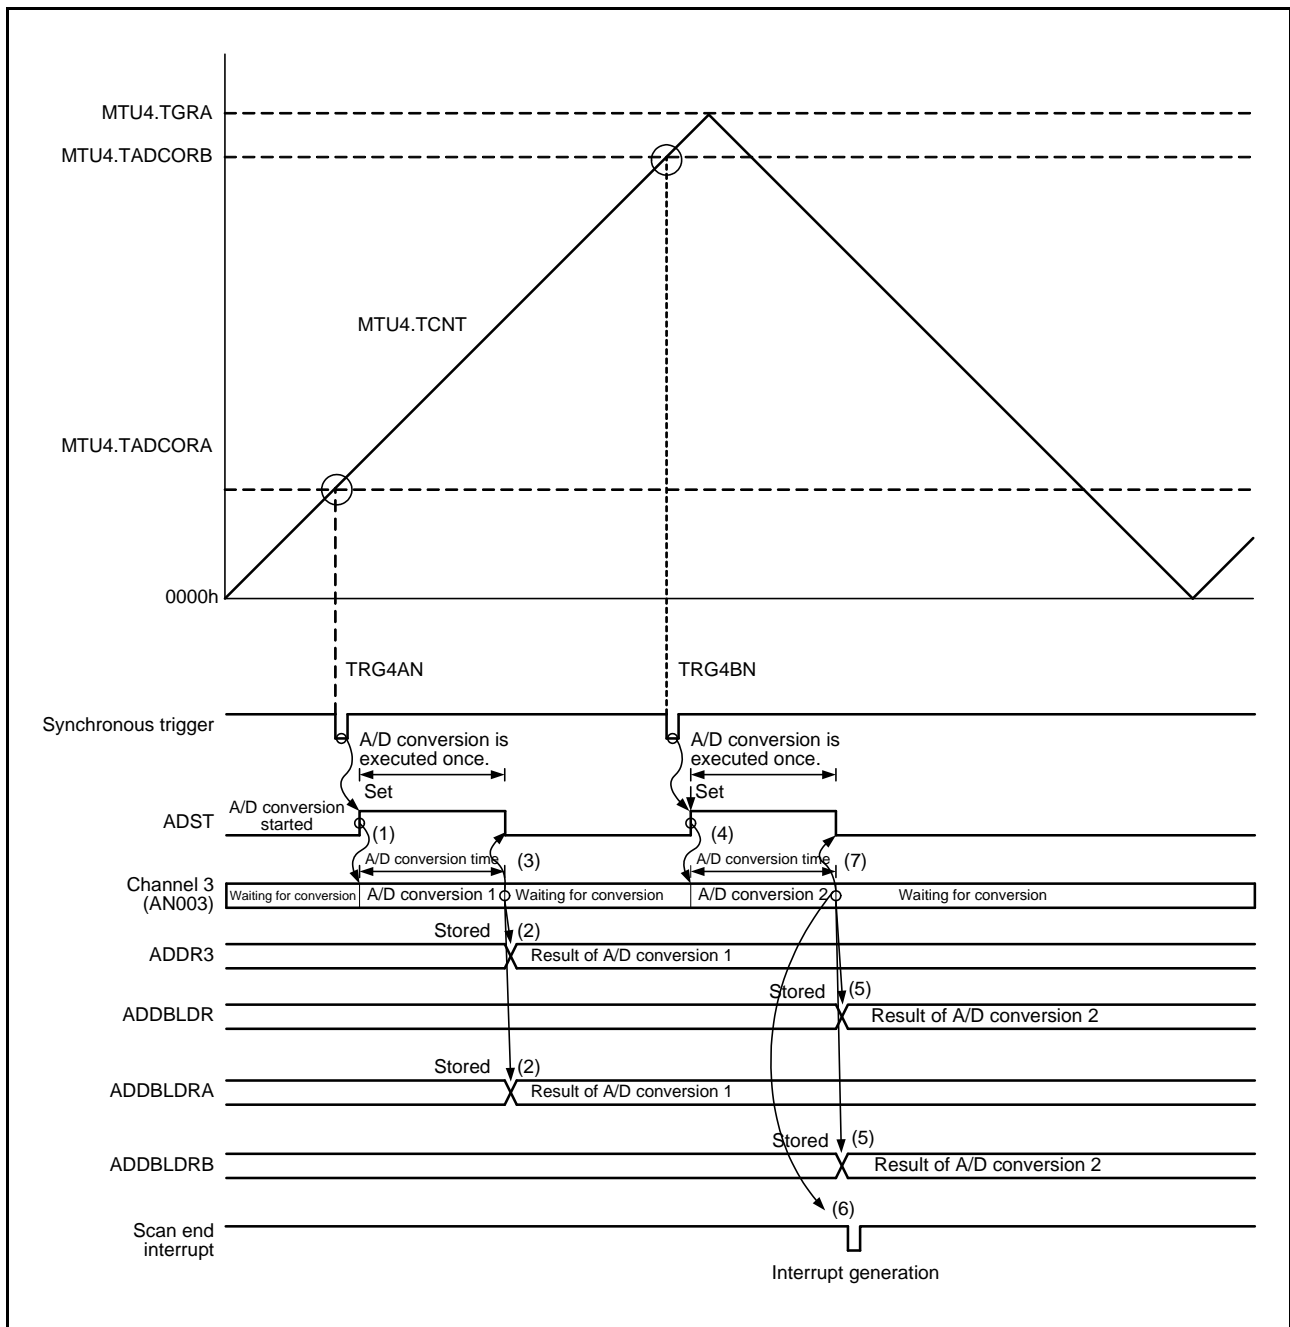 MTU4.TGRA
MTU4.TADCORB
MTU4.TCNT
MTU4.TADCORA
0000h
TRG4AN
TRG4BN
Synchronous trigger
A/D conversion is
executed once.
A/D conversion is
executed once.
Set
Set
A/D conversion
started
ADST
(1)
(4)
A/D conversion time
(3)
A/D conversion time
(7)
Channel 3
(AN003)
Waiting for conversion
A/D conversion 1
Waiting for conversion
A/D conversion 2
Waiting for conversion
Stored
(2)
ADDR3
Result of A/D conversion 1
Stored
(5)
ADDBLDR
Result of A/D conversion 2
Stored
(2)
ADDBLDRA
Result of A/D conversion 1
Stored
(5)
ADDBLDRB
Result of A/D conversion 2
(6)
Scan end
interrupt
Interrupt generation